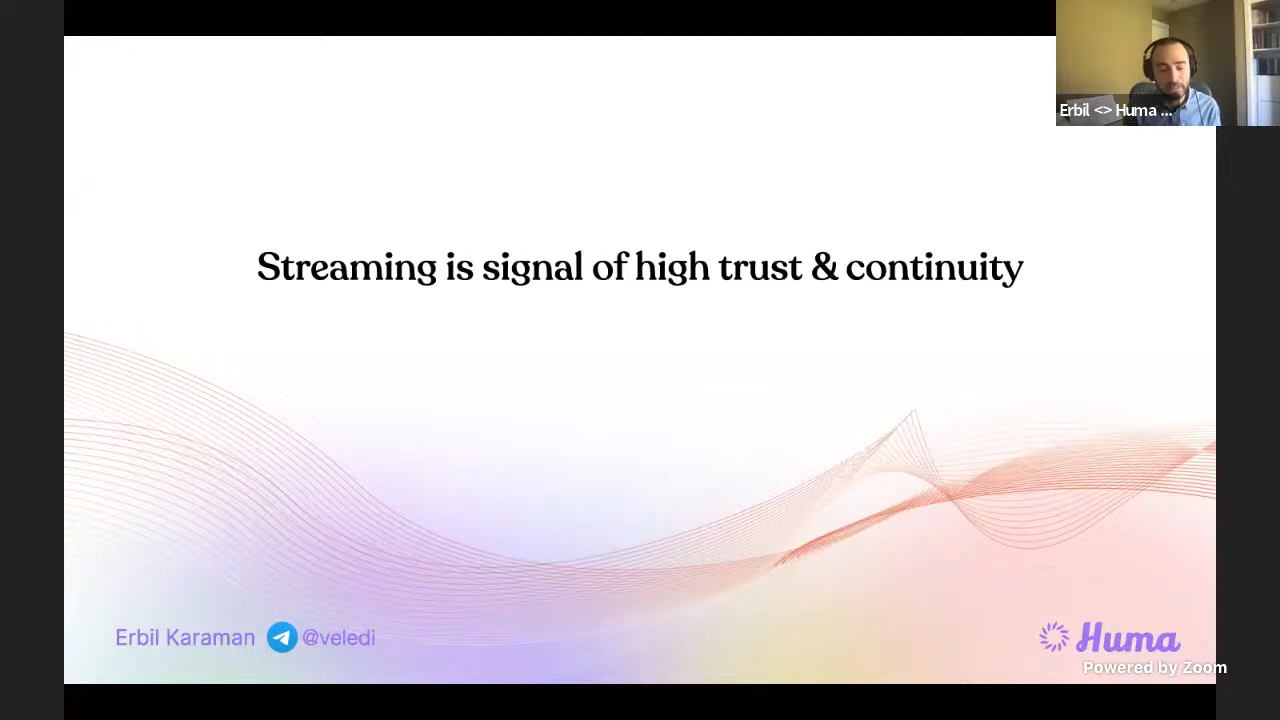 Erbil <> Huma ...
Streaming is signal of high trust & continuity
Erbil Karaman @veledi
Huma
Powered by Zoom